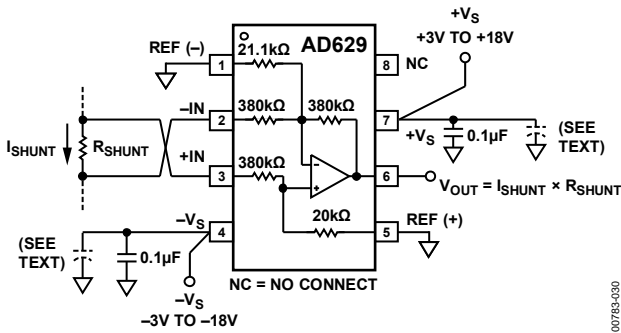 +VS
+3V TO +18V
REF (–)
21.1kΩ
AD629
1
8
NC
–IN
380kΩ
380kΩ
2
7
+VS
0.1µF
(SEE
TEXT)
ISHUNT
RSHUNT
+IN
380kΩ
3
–
+
6
VOUT = ISHUNT × RSHUNT
–VS
20kΩ
REF (+)
4
5
(SEE
TEXT)
0.1µF
–VS
–3V TO –18V
NC = NO CONNECT
00783-030